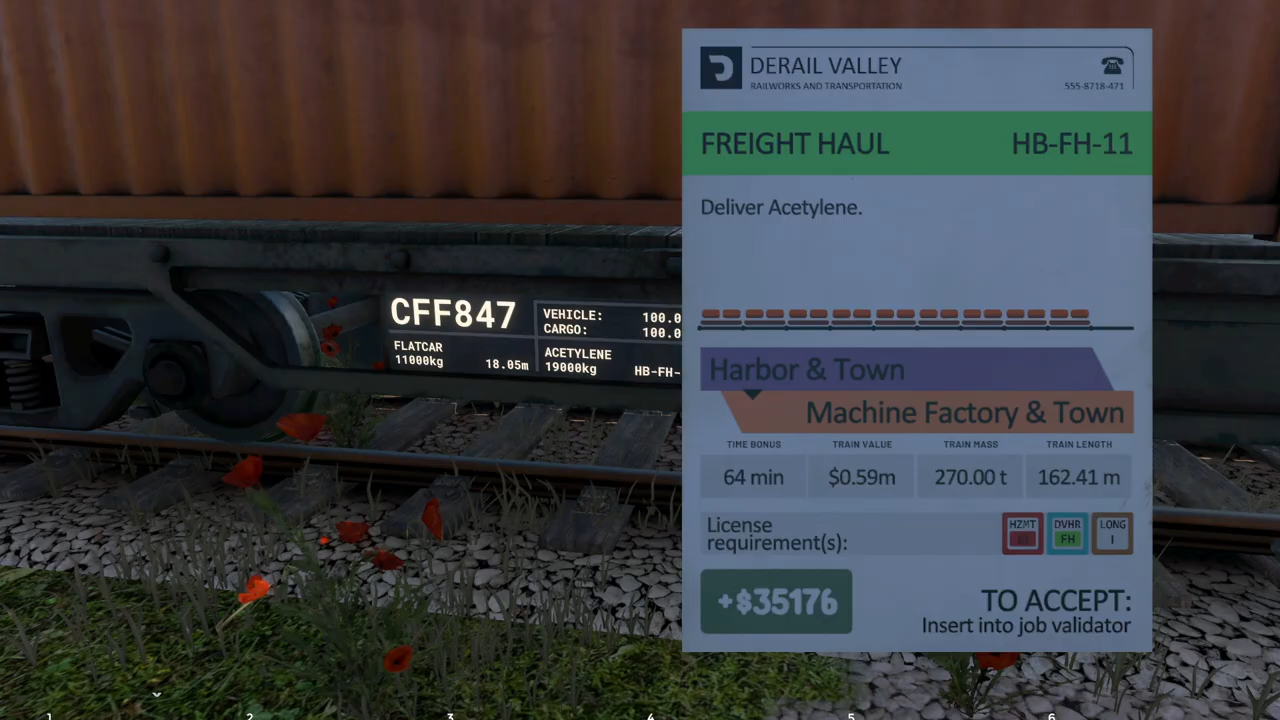 CFF847
VEHICLE: 100.0
CARGO: 100.0
FLATCAR
11000kg 18.05m
ACETYLENE
19000kg HB-FH-
DERAIL VALLEY
RAILWORKS AND TRANSPORTATION
555-8718-471
FREIGHT HAUL HB-FH-11
Deliver Acetylene.
Harbor & Town
Machine Factory & Town
TIME BONUS TRAIN VALUE TRAIN MASS TRAIN LENGTH
64 min $0.59m 270.00 t 162.41 m
License
requirement(s):
HZMT DVHR LONG
FH I
+$35176
TO ACCEPT:
Insert into job validator
1 2 3 4 5 6